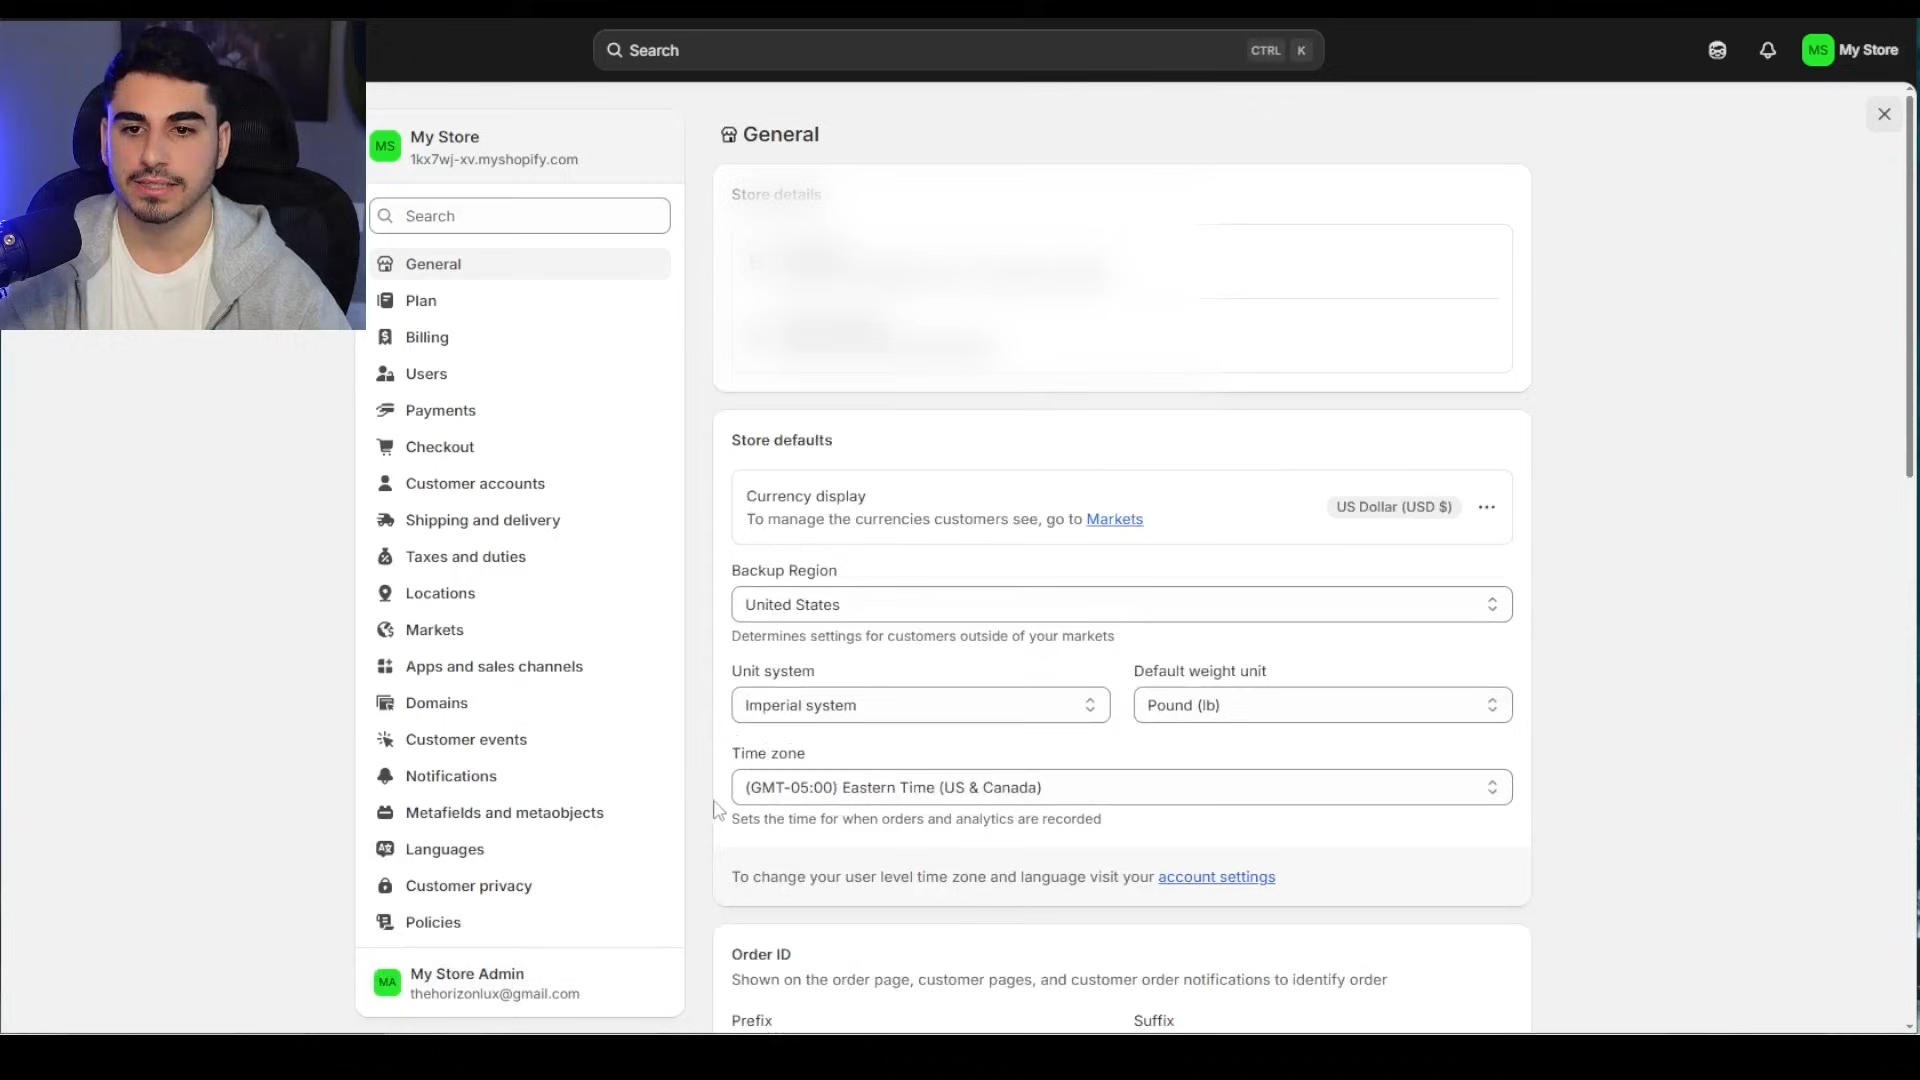 Search
CTRL K
MS My Store
MS My Store
1kx7wj-xv.myshopify.com
Search
General
Plan
Billing
Users
Payments
Checkout
Customer accounts
Shipping and delivery
Taxes and duties
Locations
Markets
Apps and sales channels
Domains
Customer events
Notifications
Metafields and metaobjects
Languages
Customer privacy
Policies
MA My Store Admin
thehorizonlux@gmail.com
General
Store details
Store defaults
Currency display
To manage the currencies customers see, go to Markets
US Dollar (USD $)
Backup Region
United States
Determines settings for customers outside of your markets
Unit system Default weight unit
Imperial system Pound (lb)
Time zone
(GMT-05:00) Eastern Time (US & Canada)
Sets the time for when orders and analytics are recorded
To change your user level time zone and language visit your account settings
Order ID
Shown on the order page, customer pages, and customer order notifications to identify order
Prefix Suffix